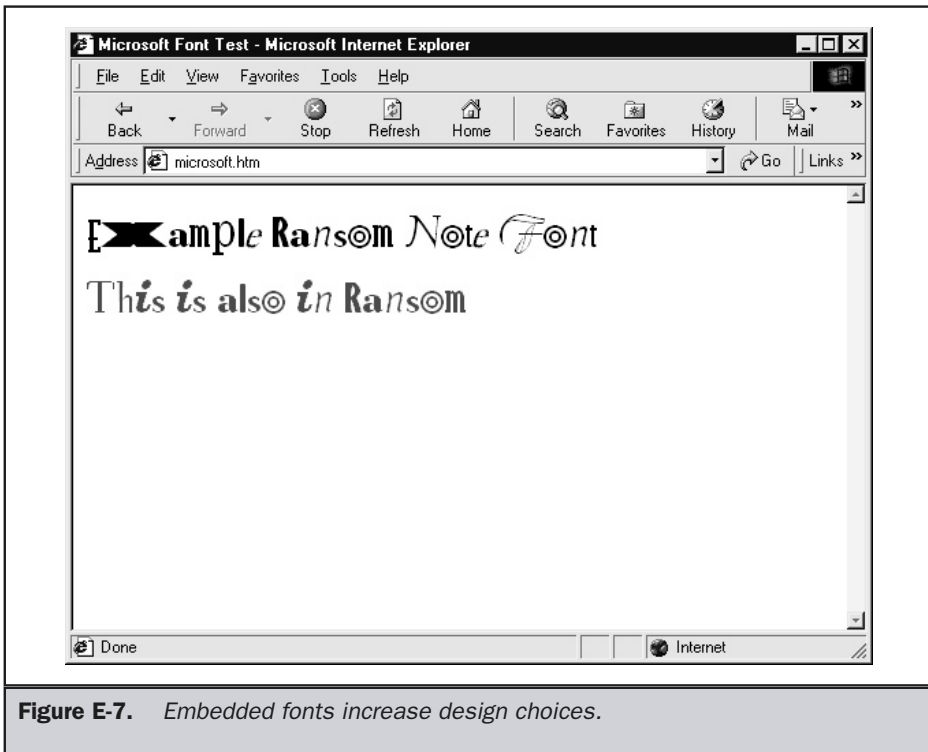 Microsoft Font Test - Microsoft Internet Explorer
File Edit View Favorites Tools Help
Back Forward Stop Refresh Home Search Favorites History Mail »
Address microsoft.htm Go Links »
Example Ransom Note Font
This is also in Ransom
Done Internet
Figure E-7. Embedded fonts increase design choices.